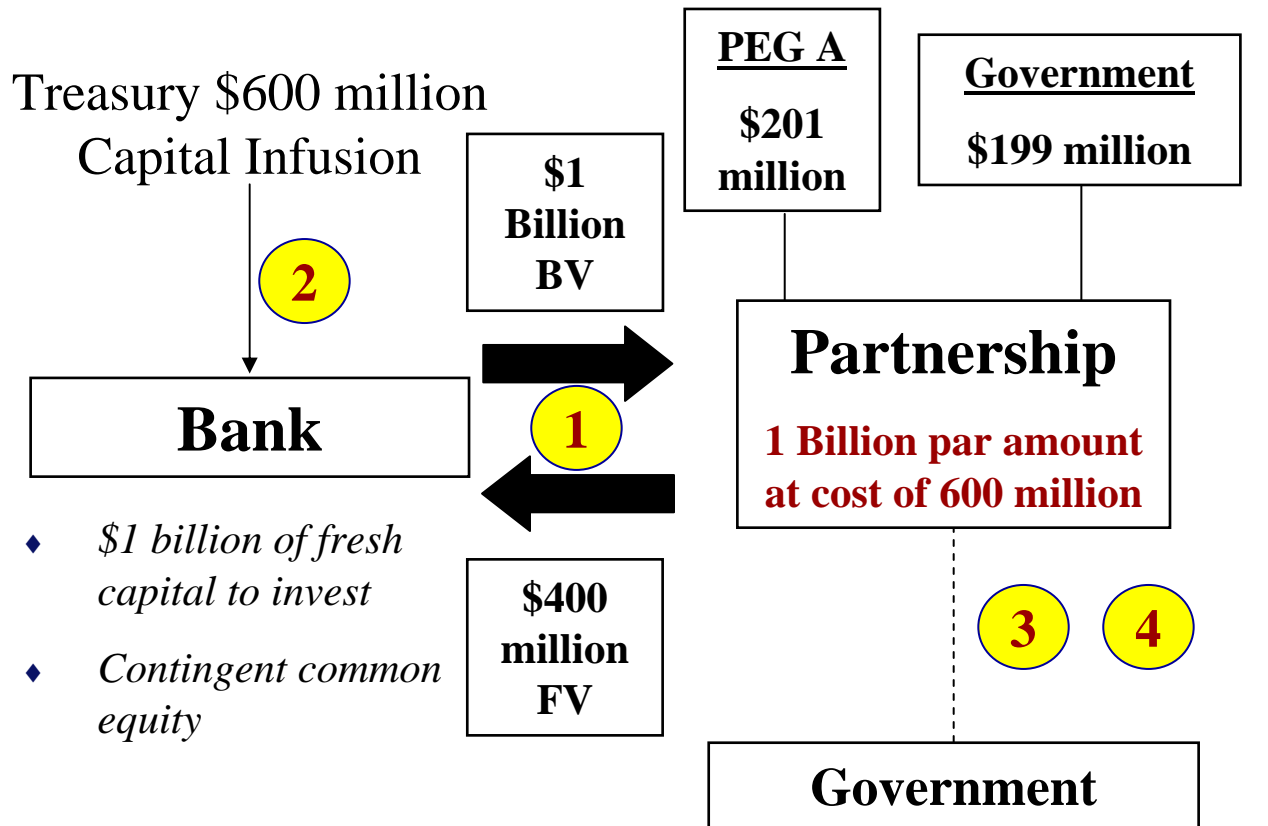 Treasury $600 million
Capital Infusion
2
$1
Billion
BV
PEG A
$201
million
Government
$199 million
Bank
1
Partnership
1 Billion par amount
at cost of 600 million
$1 billion of fresh
capital to invest
Contingent common
equity
$400
million
FV
3
4
Government